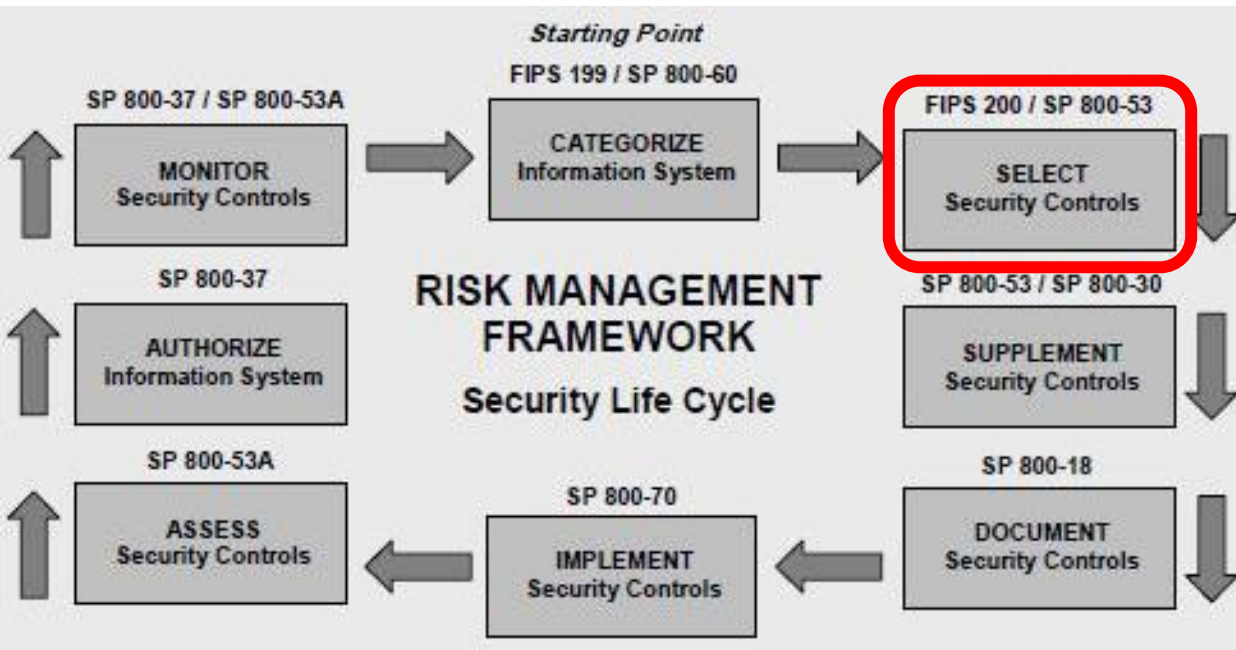 Starting Point
FIPS 199 / SP 800-60
CATEGORIZE
Information System
FIPS 200 / SP 800-53
SELECT
Security Controls
SP 800-53 / SP 800-30
SUPPLEMENT
Security Controls
SP 800-18
DOCUMENT
Security Controls
SP 800-70
IMPLEMENT
Security Controls
SP 800-53A
ASSESS
Security Controls
SP 800-37
AUTHORIZE
Information System
SP 800-37 / SP 800-53A
MONITOR
Security Controls
RISK MANAGEMENT
FRAMEWORK
Security Life Cycle